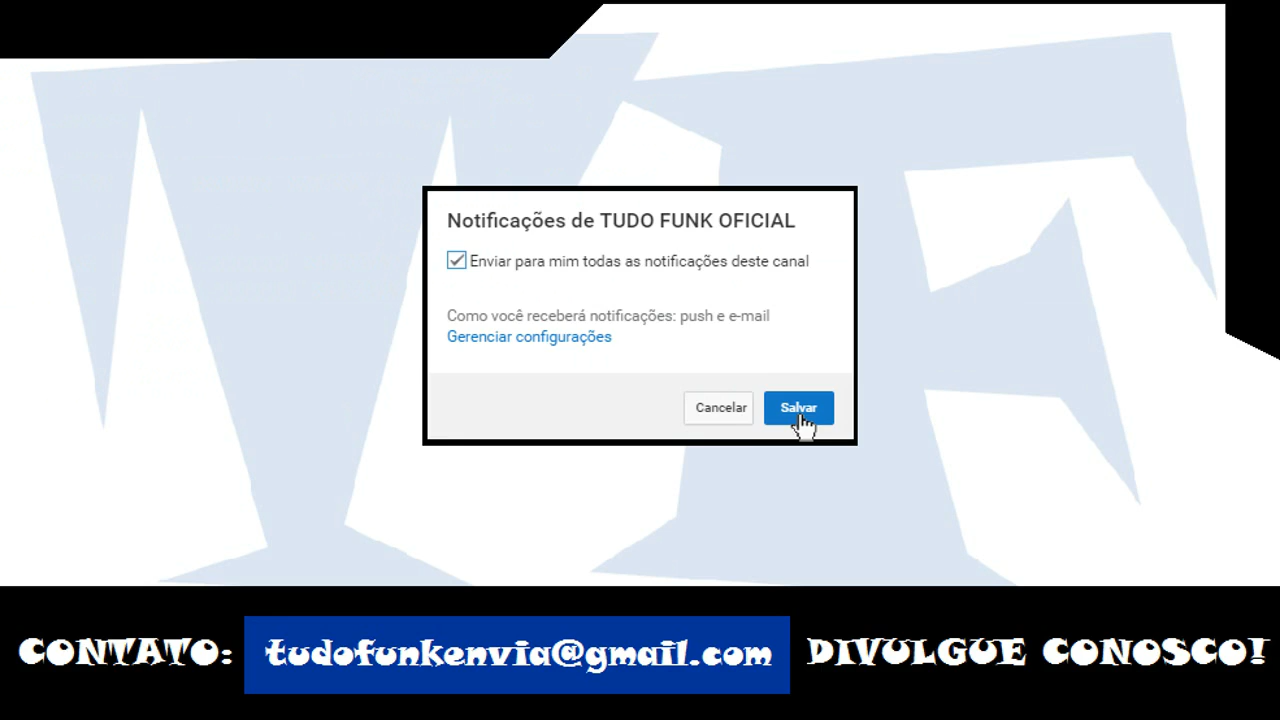 Notificações de TUDO FUNK OFICIAL
Enviar para mim todas as notificações deste canal
Como você receberá notificações: push e e-mail
Gerenciar configurações
Cancelar Salvar
CONTATO: tudofunkenvia@gmail.com DIVULGUE CONOSCO!